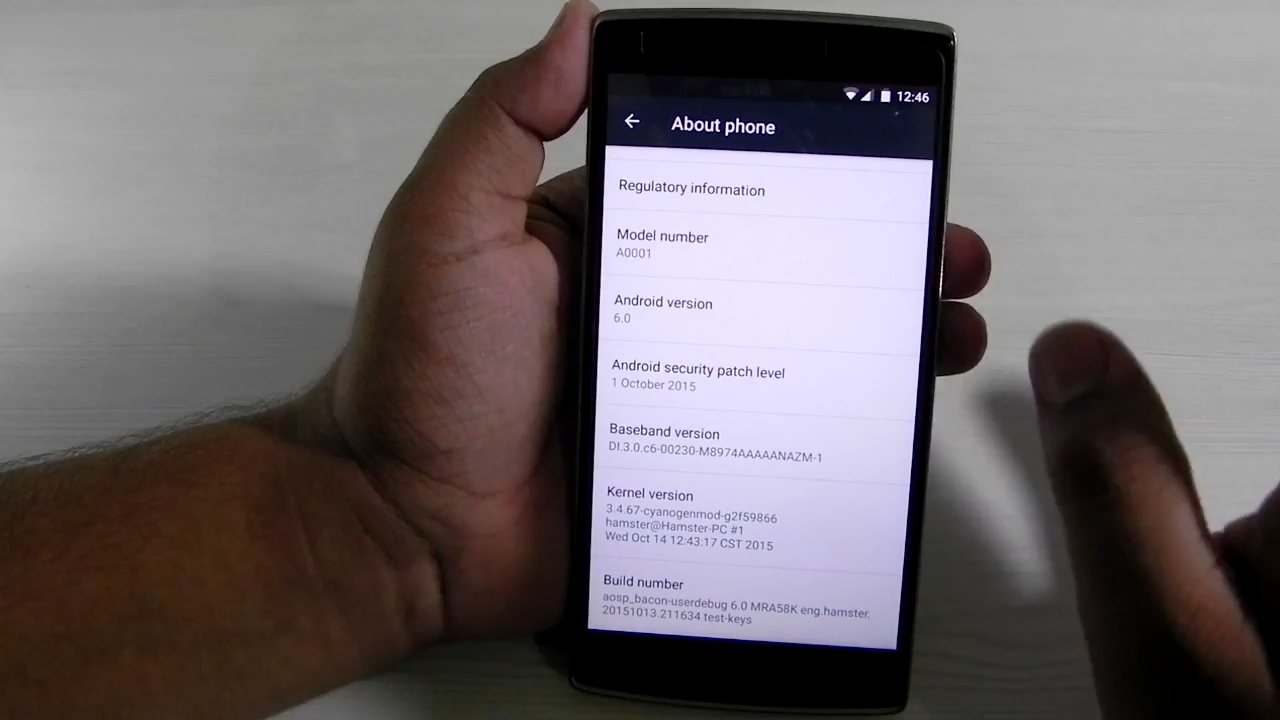 12:46
About phone
Regulatory information
Model number
A0001
Android version
6.0
Android security patch level
1 October 2015
Baseband version
DI.3.0.c6-00230-M8974AAAAANAZM-1
Kernel version
3.4.67-cyanogenmod-g2f59866
hamster@Hamster-PC #1
Wed Oct 14 12:43:17 CST 2015
Build number
aosp_bacon-userdebug 6.0 MRA58K eng.hamster.
20151013.211634 test-keys